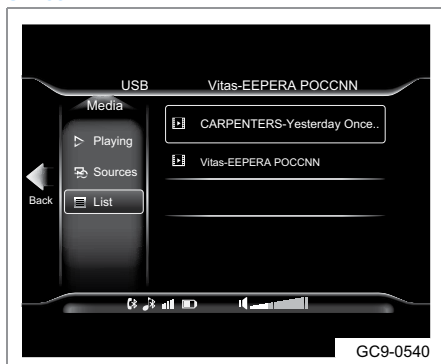 USB Vitas-EEPERA POCCNN
Media
CARPENTERS-Yesterday Once..
Playing
Vitas-EEPERA POCCNN
Sources
Back
List
GC9-0540